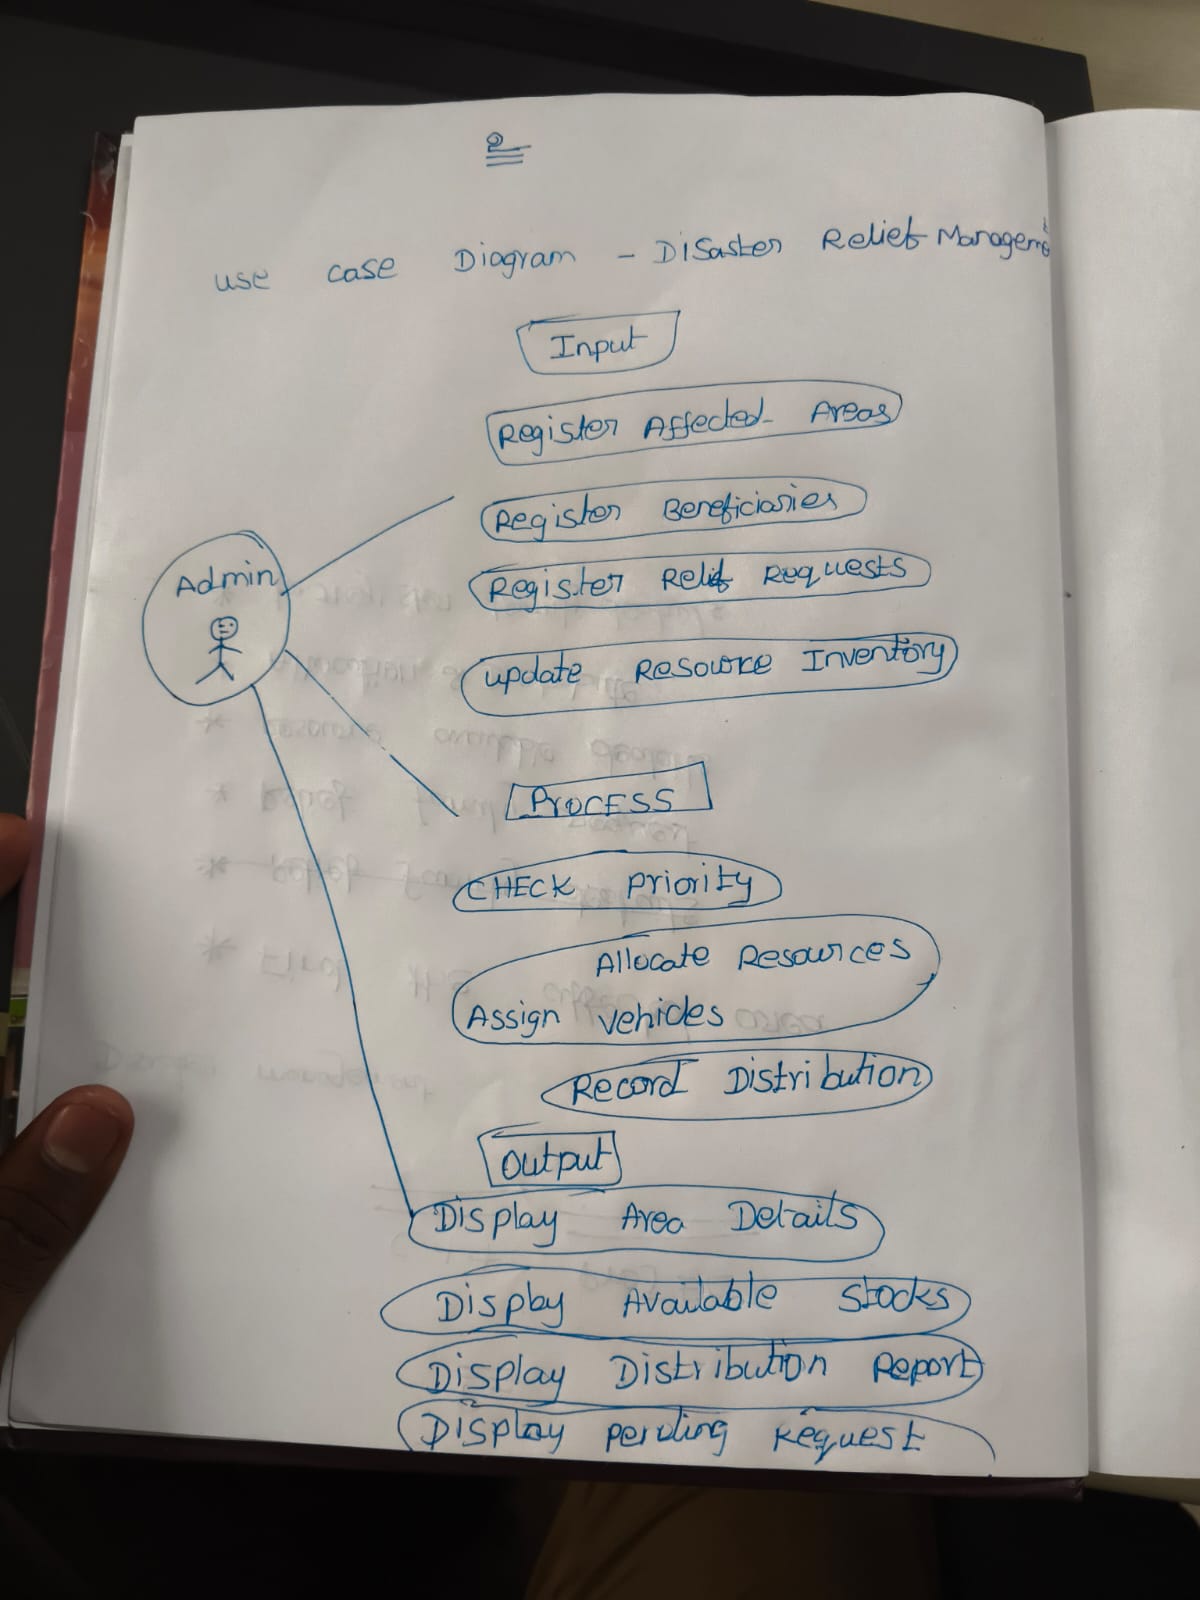 use case Diagram - Disaster Relief Management
Input
Register Affected Areas
Register Beneficiaries
Admin
Register Relief Requests
update Resource Inventory
PROCESS
CHECK Priority
Allocate Resources
Assign vehicles
Record Distribution
Output
Display Area Details
Display Available Stocks
Display Distribution Report
Display pending Request